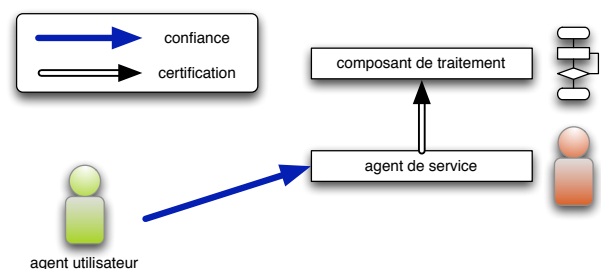 confiance
certification
composant de traitement
agent de service
agent utilisateur